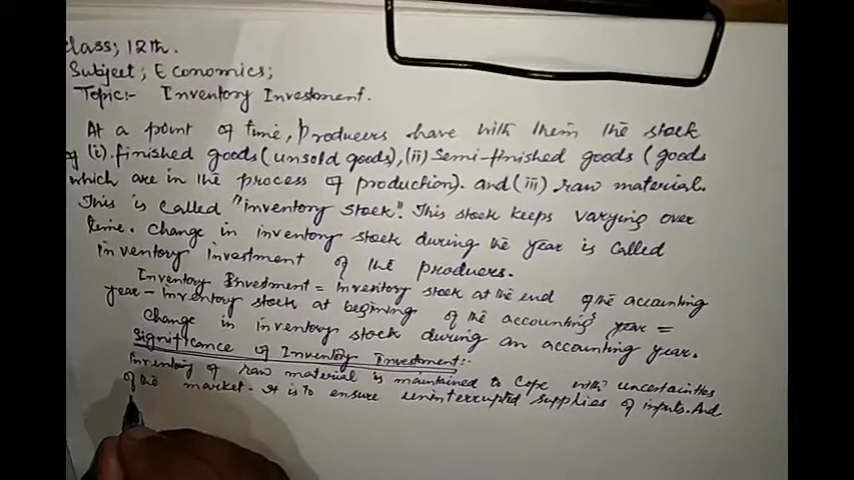 Class; 12th.
Subject; Economics;
Topic:- Inventory Investment.
At a point of time, producers have with them the stock
of (i). finished goods (unsold goods), (ii) Semi-finished goods (goods
which are in the process of production). and (iii) raw material.
This is called "inventory stock". This stock keeps varying over
time. Change in inventory stock during the year is called
inventory investment of the producers.
Inventory Investment = Inventory stock at the end of the accounting
year - Inventory stock at begining of the accounting year =
Change in inventory stock during an accounting year.
Significance of Inventory Investment:-
Inventory of raw material is maintained to Cope with uncertainties
of the market. It is to ensure uninterrupted supplies of inputs. And